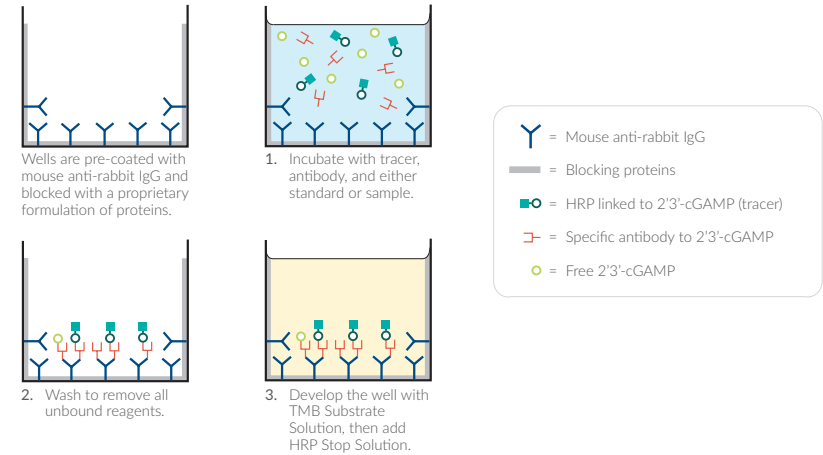 Wells are pre-coated with
mouse anti-rabbit IgG and
blocked with a proprietary
formulation of proteins.
1. Incubate with tracer,
antibody, and either
standard or sample.
= Mouse anti-rabbit IgG
= Blocking proteins
= HRP linked to 2'3'-cGAMP (tracer)
= Specific antibody to 2'3'-cGAMP
= Free 2'3'-cGAMP
2. Wash to remove all
unbound reagents.
3. Develop the well with
TMB Substrate
Solution, then add
HRP Stop Solution.